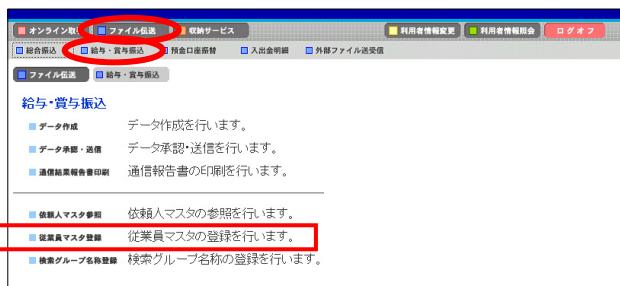 オンライン取 ファイル伝送 収納サービス 利用者情報変更 利用者情報照会 ログオフ
総合振込 給与・賞与振込 預金口座振替 入出金明細 外部ファイル送受信
ファイル伝送 給与・賞与振込
給与・賞与振込
データ作成 データ作成を行います。
データ承認・送信 データ承認・送信を行います。
通信結果報告書印刷 通信報告書の印刷を行います。
依頼人マスタ参照 依頼人マスタの参照を行います。
従業員マスタ登録 従業員マスタの登録を行います。
検索グループ名称登録 検索グループ名称の登録を行います。